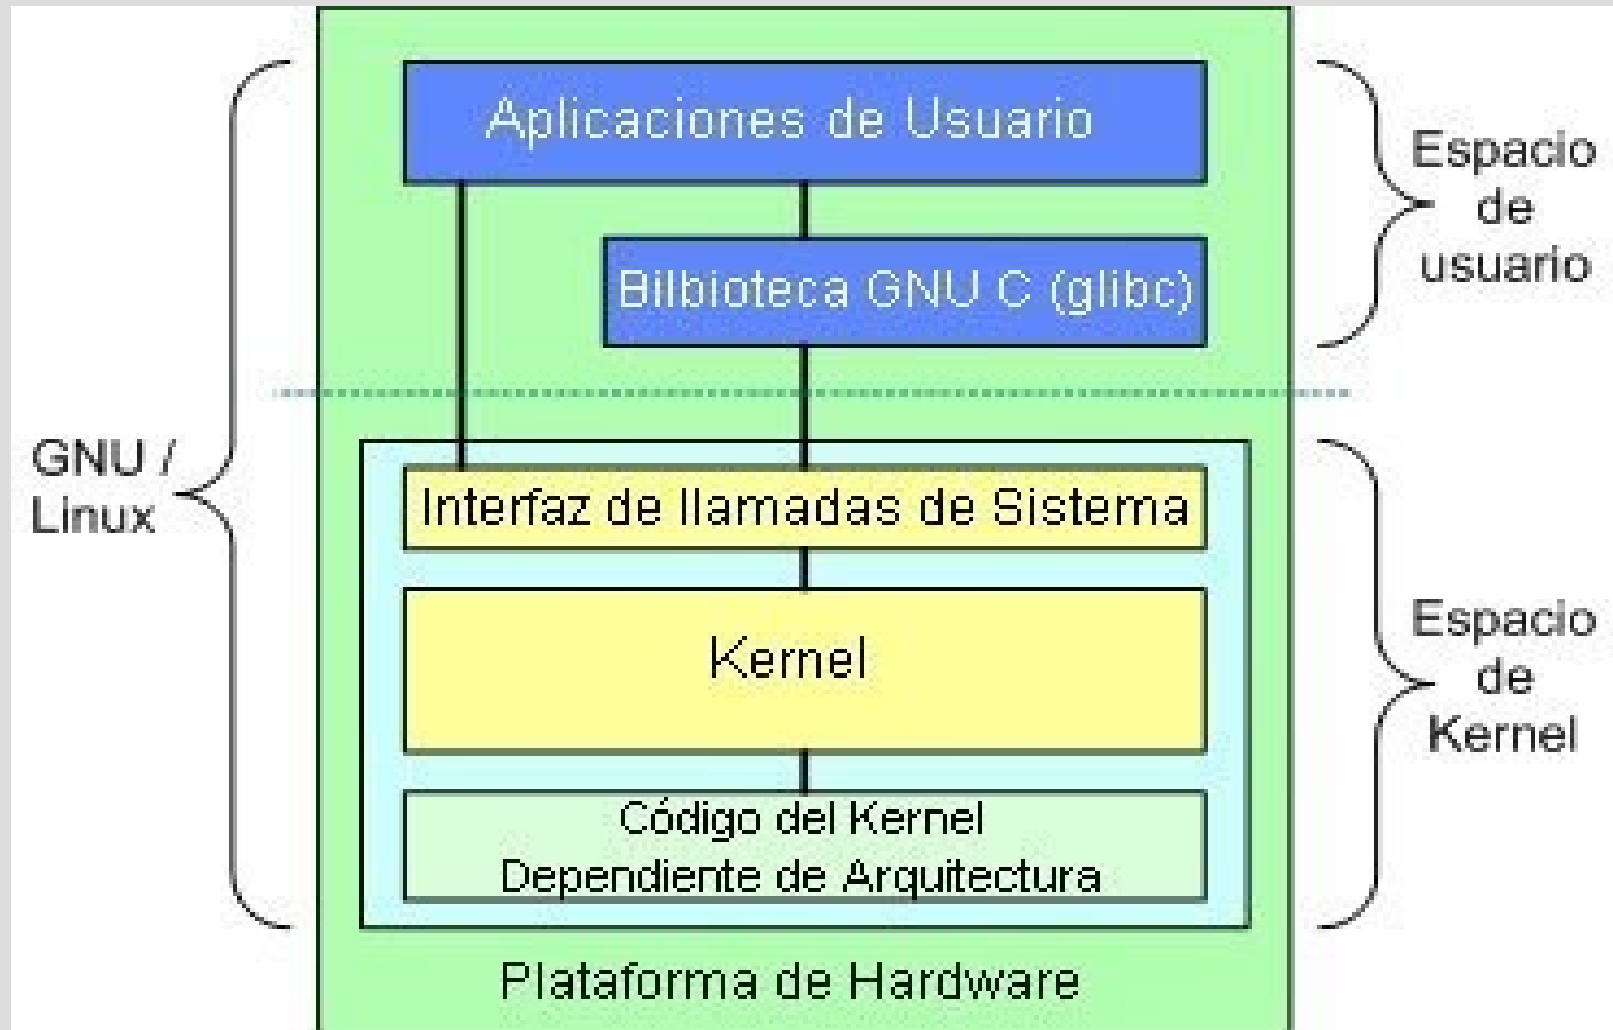 Aplicaciones de Usuario
Bilbioteca GNU C (glibc)
Espacio
de
usuario
GNU /
Linux
Interfaz de llamadas de Sistema
Kernel
Código del Kernel
Dependiente de Arquitectura
Espacio
de
Kernel
Plataforma de Hardware